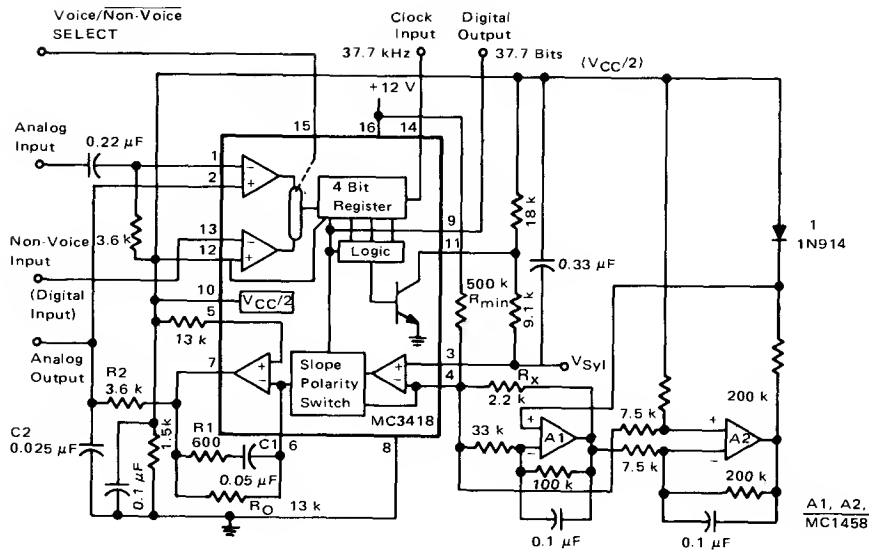 Voice/Non-Voice
SELECT
Clock
Input
37.7 kHz
Digital
Output
37.7 Bits
(VCC/2)
+12 V
15
16
14
Analog
Input
0.22 µF
1
2
4 Bit
Register
9
18 k
1
1N914
Non-Voice
Input
3.6 k
13
12
Logic
11
0.33 µF
(Digital
Input)
10
VCC/2
500 k
Rmin
9.1 k
5
13 k
Analog
Output
7
Slope
Polarity
Switch
3
4
VSyl
R2
3.6 k
RX
2.2 k
200 k
MC3418
7.5 k
C2
0.025 µF
1.5 k
R1
600
C1
6
8
33 k
A1
A2
0.1 µF
0.05 µF
7.5 k
100 k
200 k
RO
13 k
0.1 µF
0.1 µF
A1, A2,
MC1458
+
−